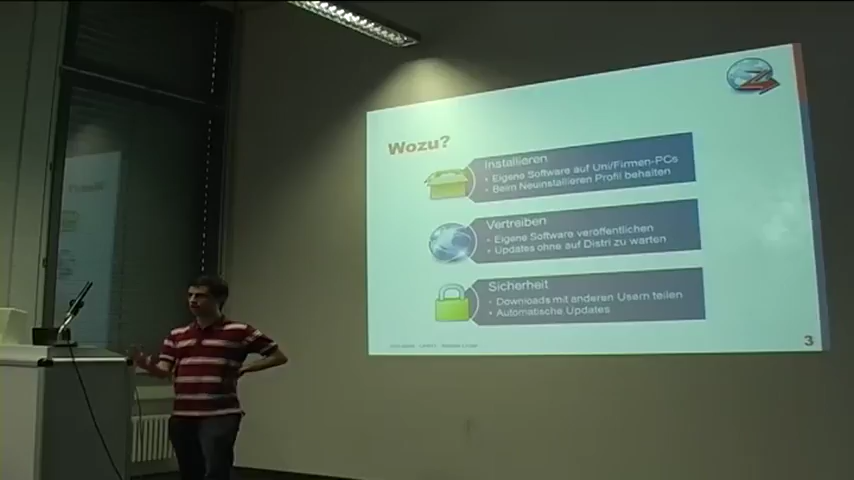 Wozu?
Installieren
• Eigene Software auf Uni/Firmen-PCs
• Beim Neuinstallieren Profil behalten
Vertreiben
• Eigene Software veröffentlichen
• Updates ohne auf Distri zu warten
Sicherheit
• Downloads mit anderen Usern teilen
• Automatische Updates
3